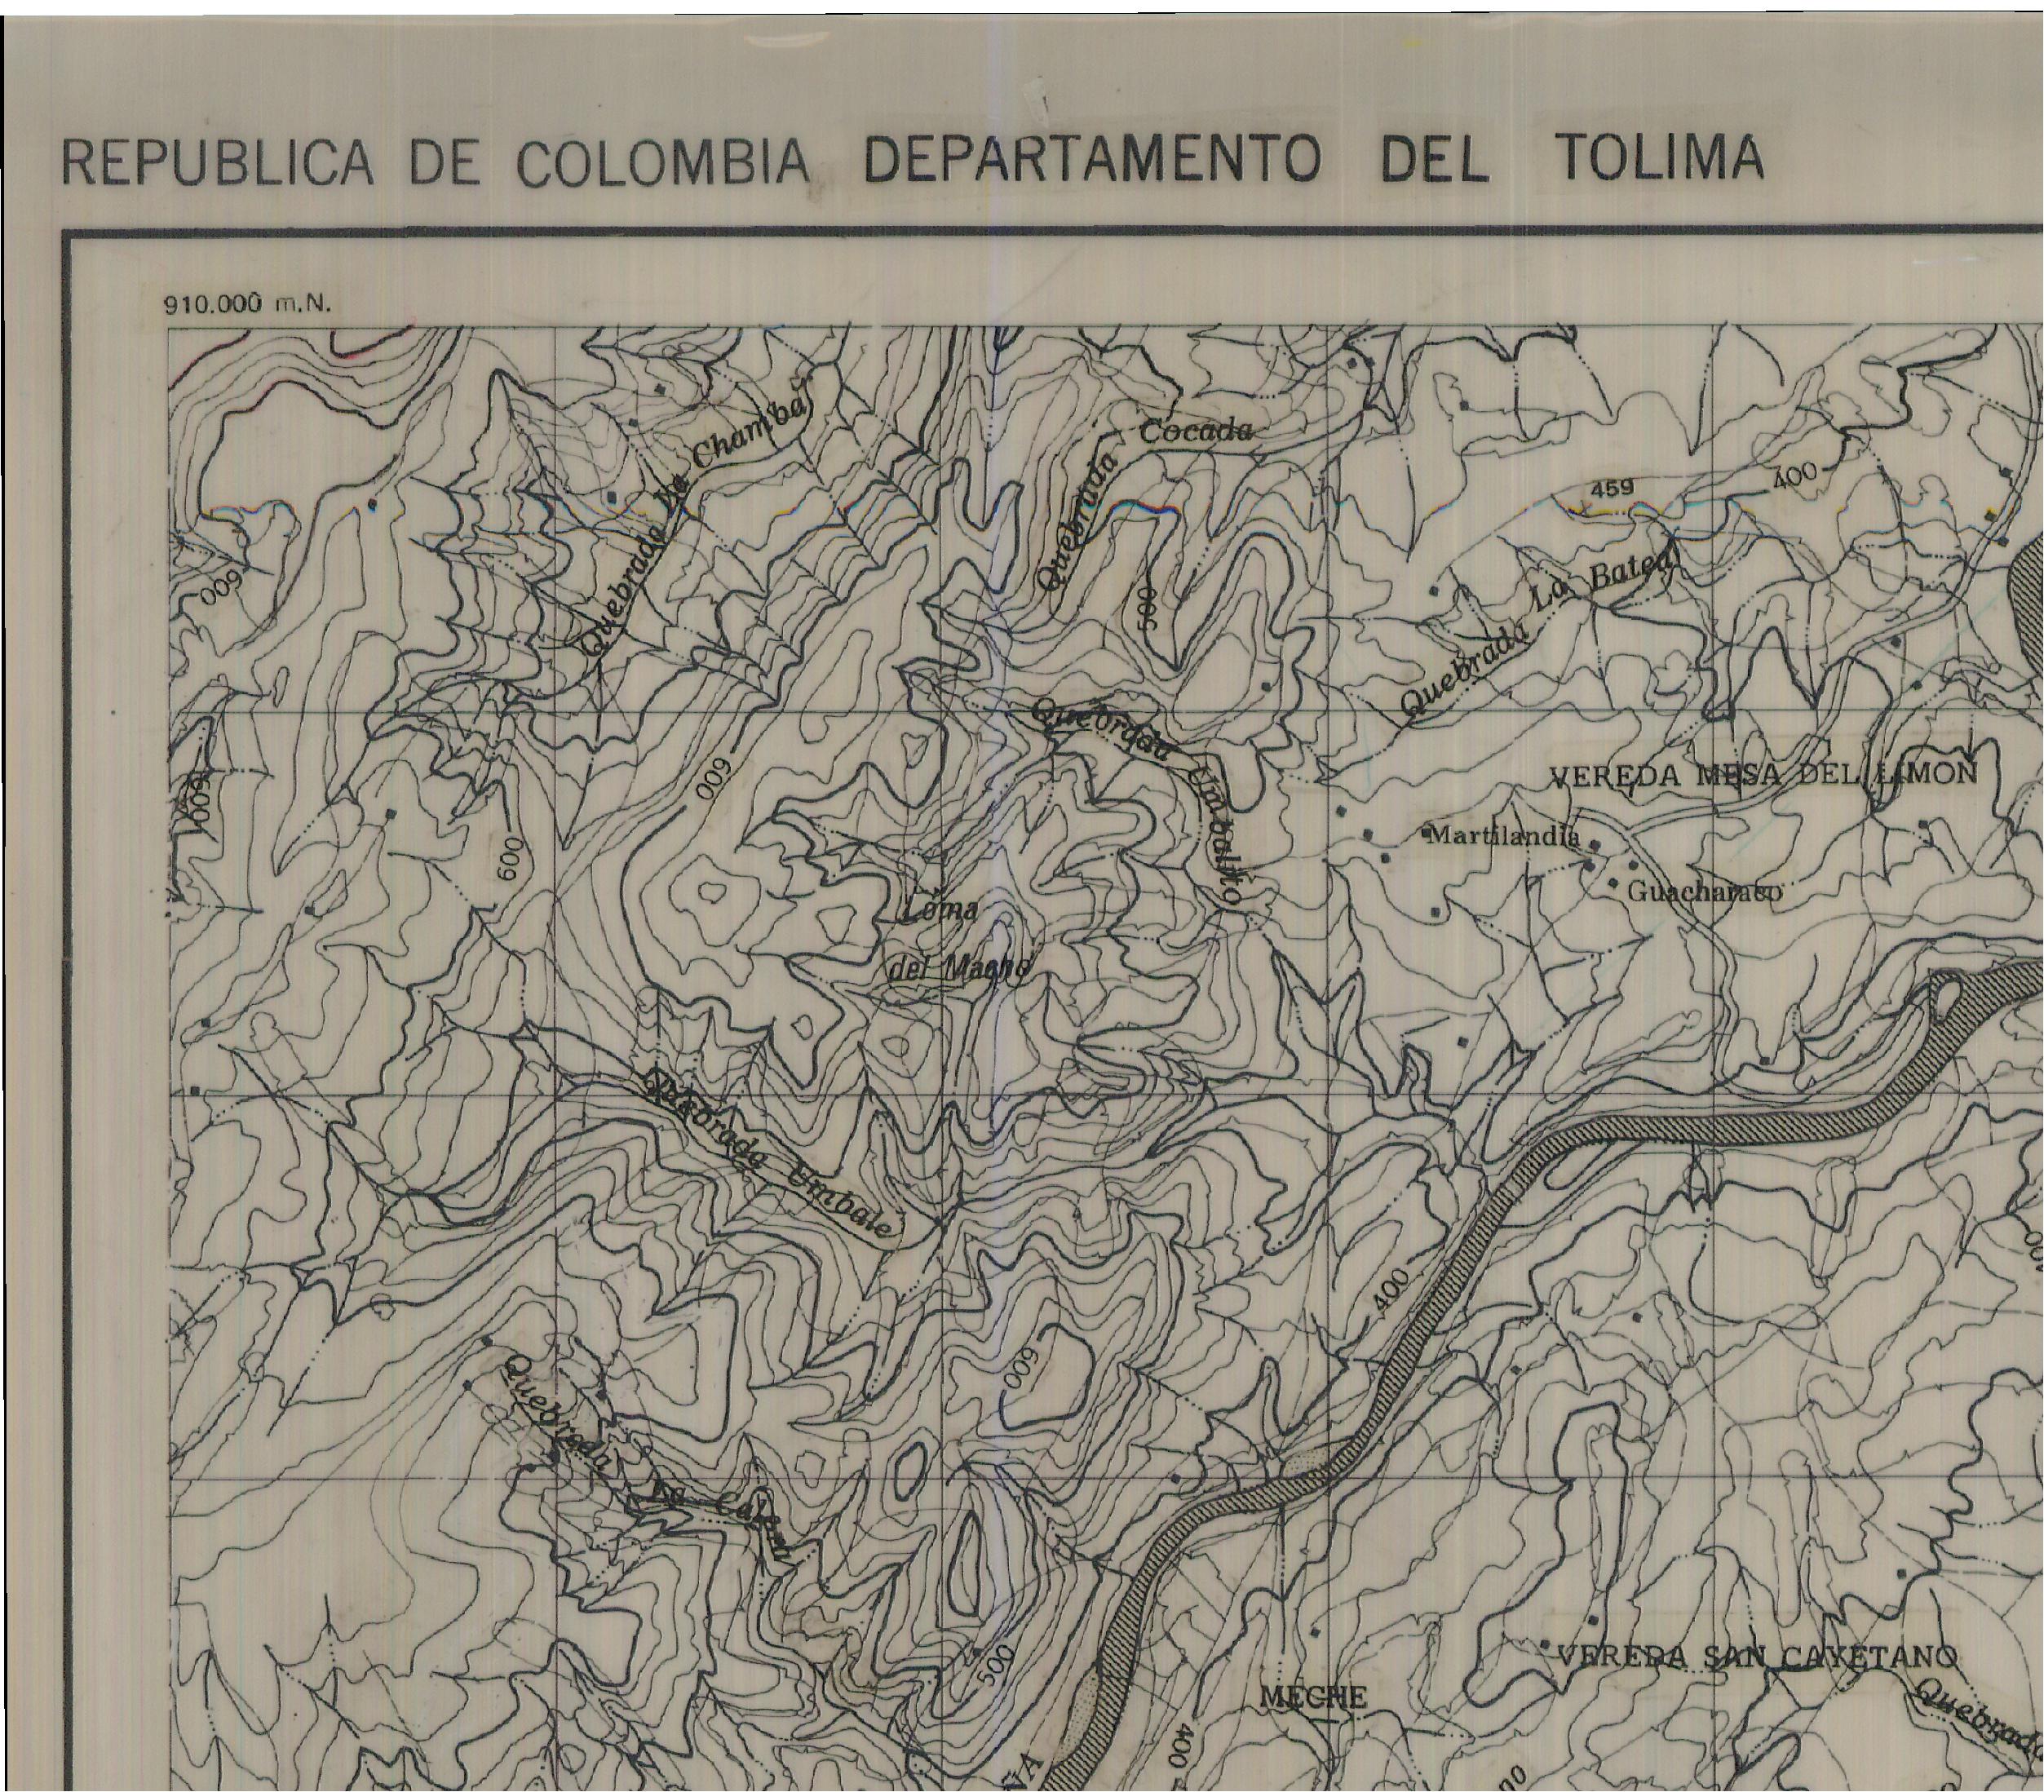 REPUBLICA DE COLOMBIA DEPARTAMENTO DEL TOLIMA
910.000 m.N.
Quebrada La Chamba
Quebrada Cocada
459
400
600
500
Quebrada La Batea
Quebrada Umbalito
VEREDA MESA DEL LIMON
600
600
600
Martilandia
Guacharaco
Loma
del Macho
Quebrada Umbale
400
600
Quebrada La
500
VEREDA SAN CAYETANO
MECHE
Quebrada
400